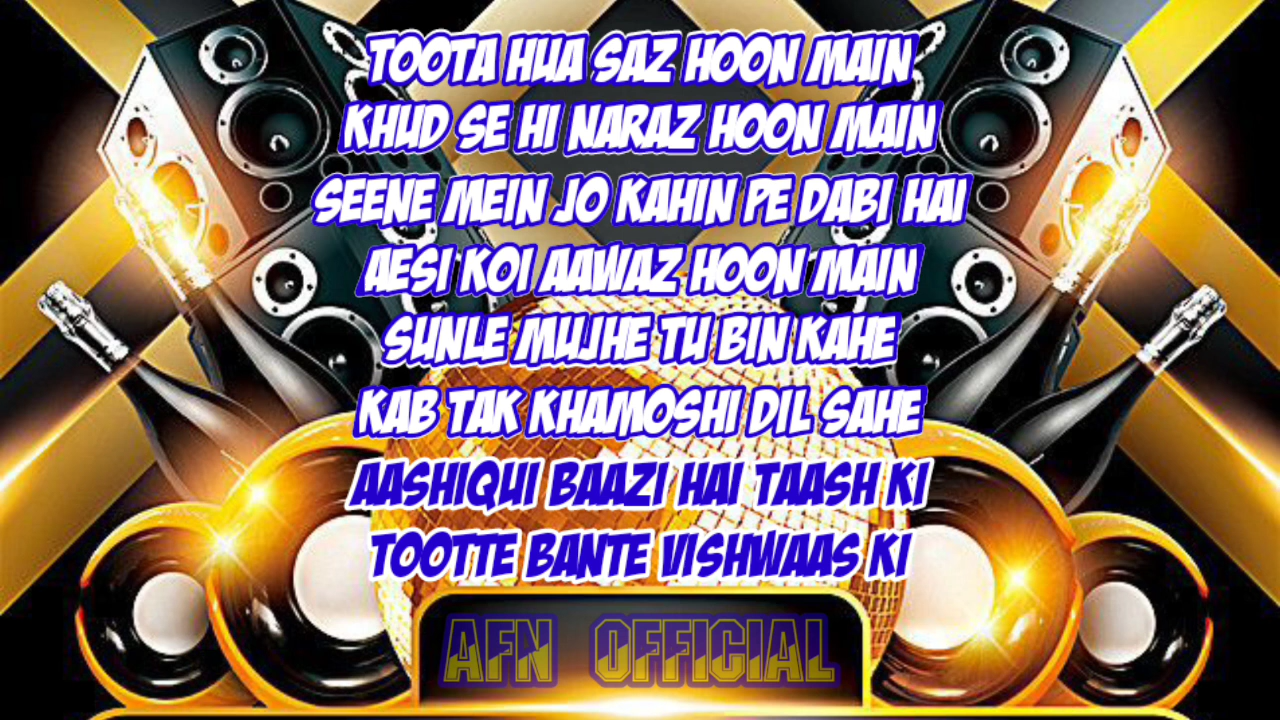 TOOTA HUA SAZ HOON MAIN
KHUD SE HI NARAZ HOON MAIN
SEENE MEIN JO KAHIN PE DABI HAI
AESI KOI AAWAZ HOON MAIN
SUNLE MUJHE TU BIN KAHE
KAB TAK KHAMOSHI DIL SAHE
AASHIQUI BAAZI HAI TAASH KI
TOOTTE BANTE VISHWAAS KI
AFN OFFICIAL